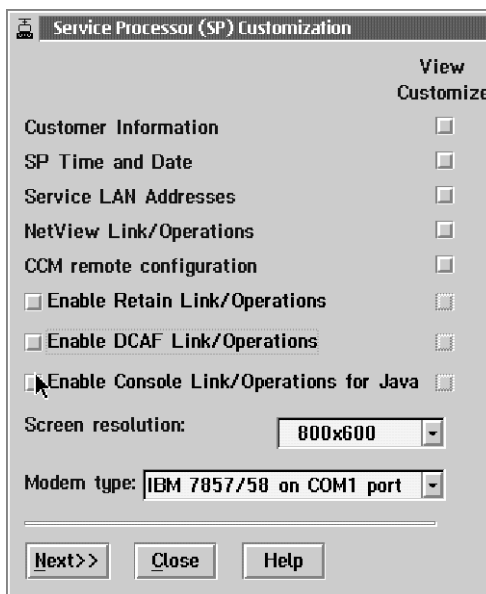 Service Processor (SP) Customization
View
Customize
Customer Information
SP Time and Date
Service LAN Addresses
NetView Link/Operations
CCM remote configuration
Enable Retain Link/Operations
Enable DCAF Link/Operations
Enable Console Link/Operations for Java
Screen resolution: 800x600
Modem type: IBM 7857/58 on COM1 port
Next>> Close Help